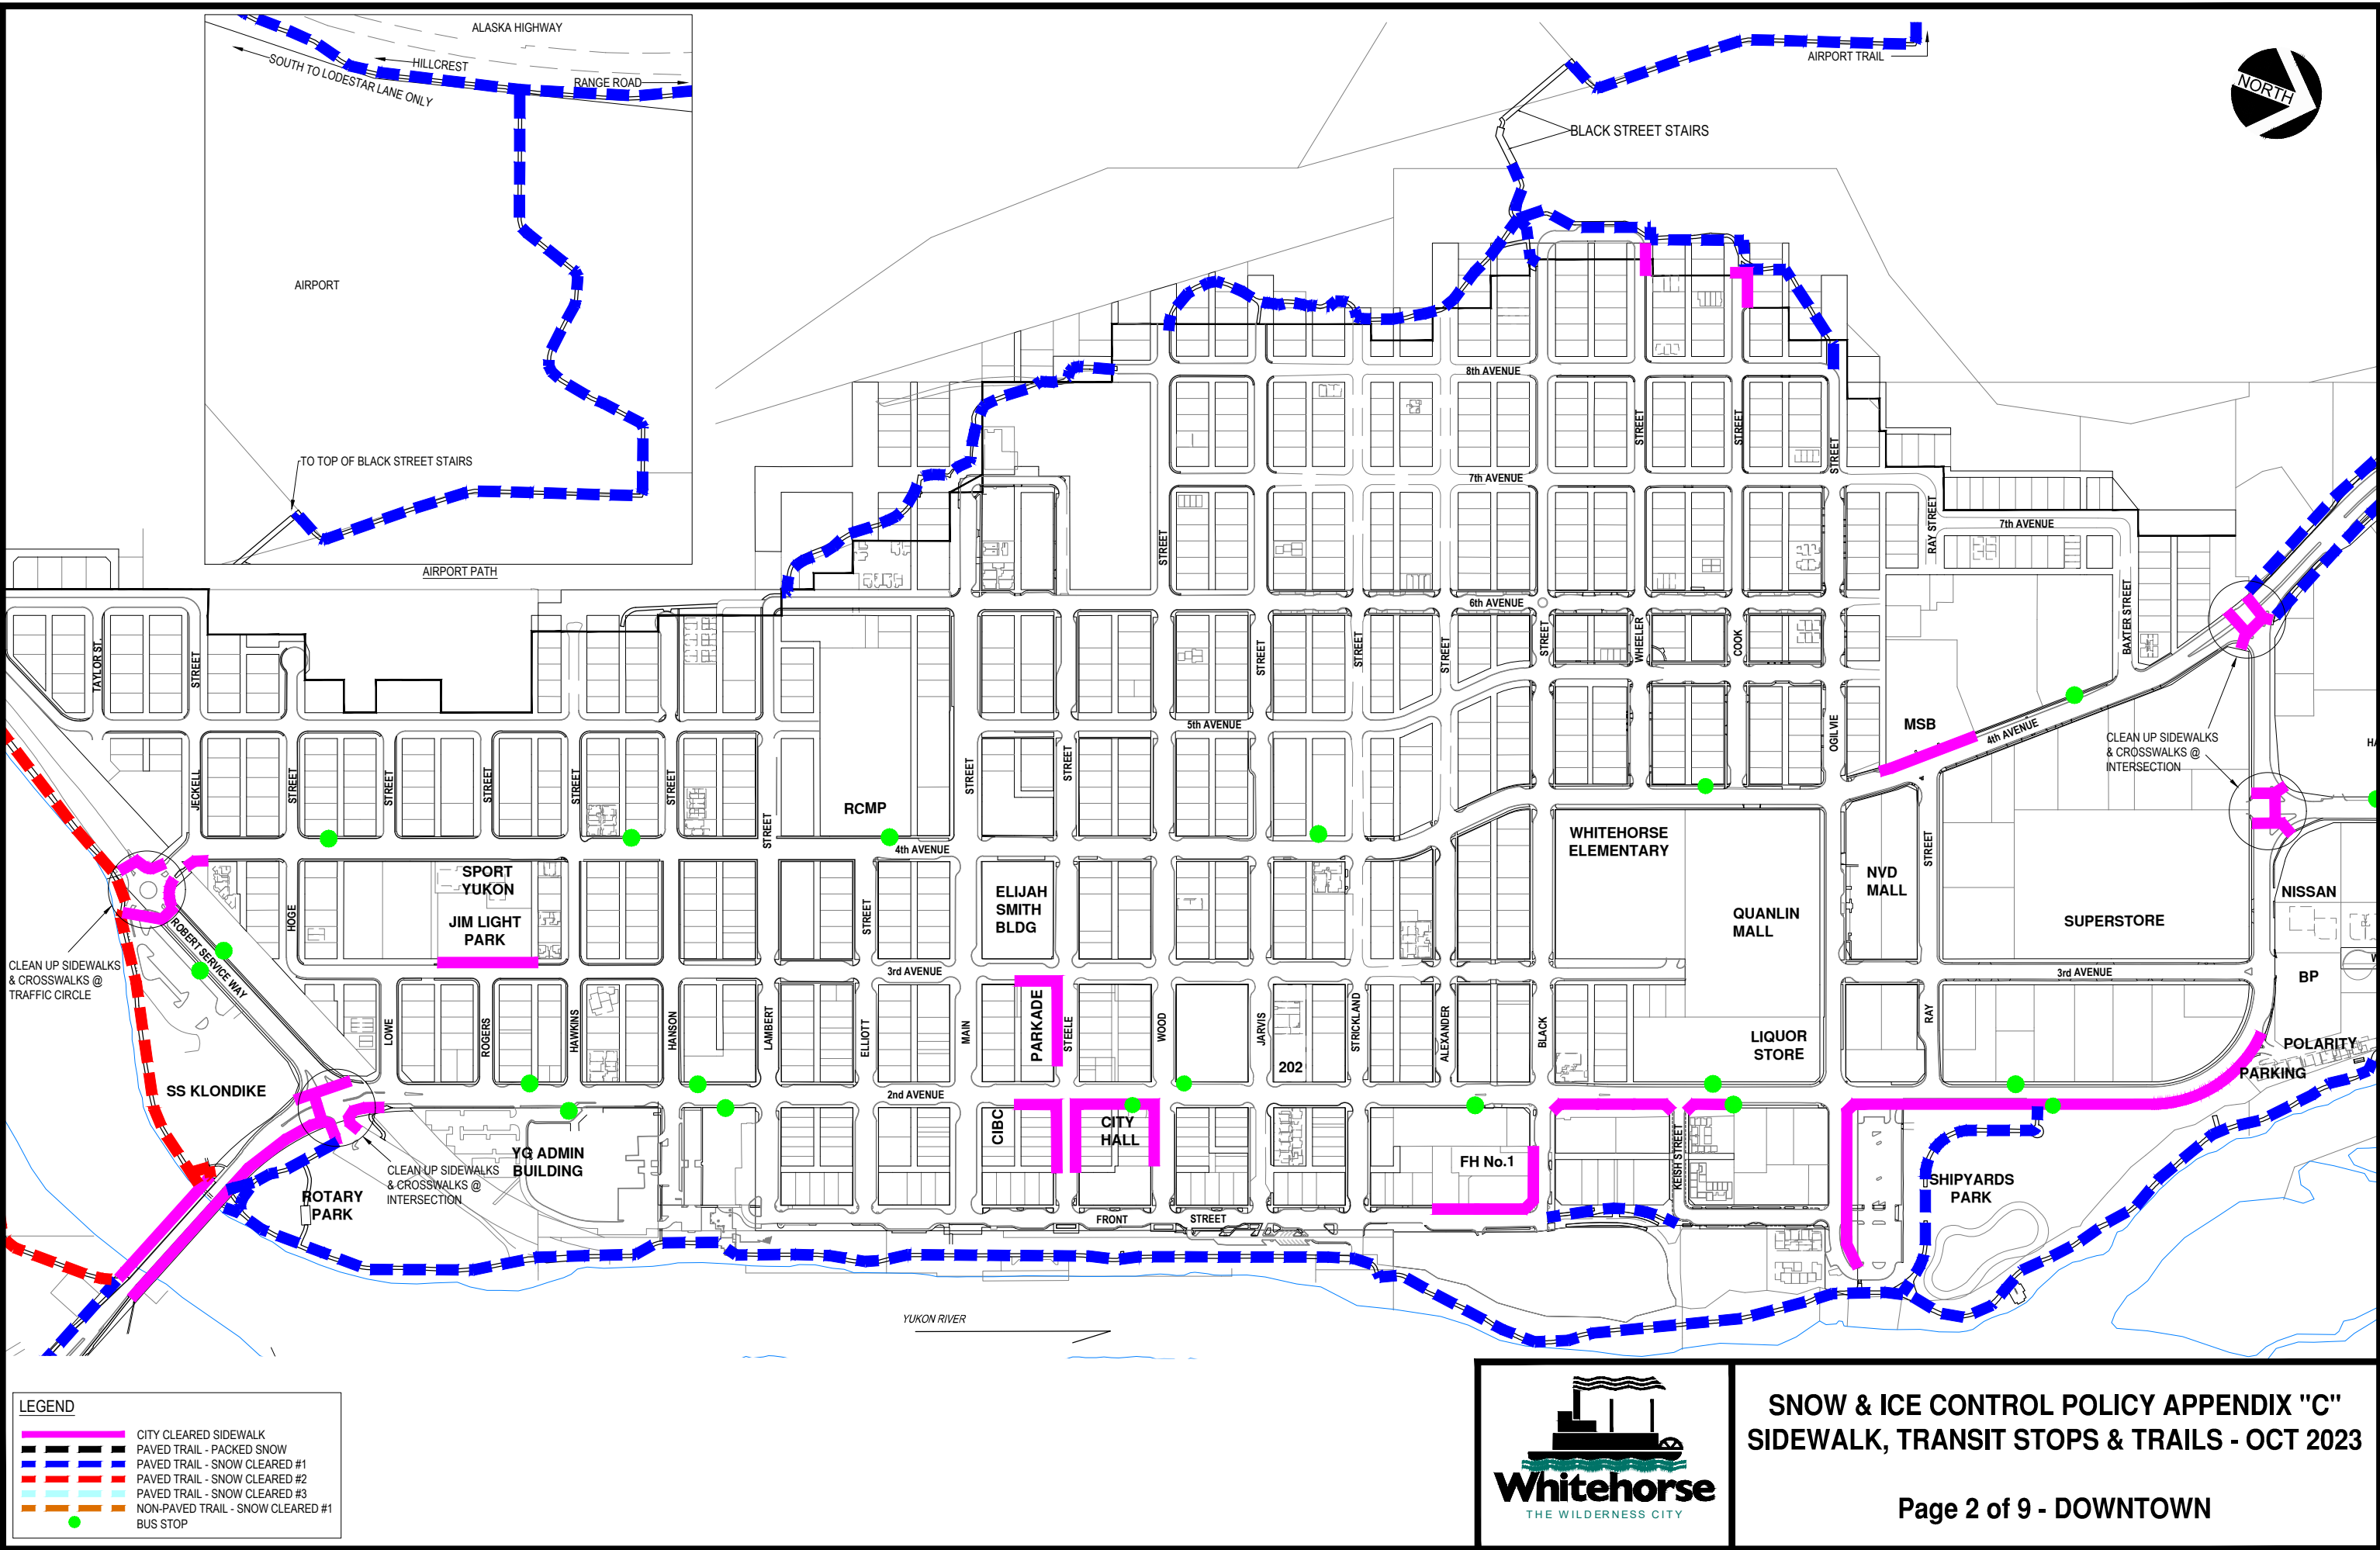 ALASKA HIGHWAY
HILLCREST
SOUTH TO LODESTAR LANE ONLY
RANGE ROAD
AIRPORT
TO TOP OF BLACK STREET STAIRS
AIRPORT PATH
AIRPORT TRAIL
BLACK STREET STAIRS
NORTH
8th AVENUE
STREET
STREET
STREET
7th AVENUE
STREET
RAY STREET
7th AVENUE
BAXTER STREET
6th AVENUE
TAYLOR ST.
STREET
STREET
STREET
STREET
STREET
WHEELER
COOK
5th AVENUE
OGILVIE
MSB
4th AVENUE
CLEAN UP SIDEWALKS
& CROSSWALKS @
INTERSECTION
HA
JECKELL
STREET
STREET
STREET
STREET
STREET
STREET
STREET
STREET
RCMP
4th AVENUE
WHITEHORSE
ELEMENTARY
STREET
NVD
MALL
SPORT
YUKON
JIM LIGHT
PARK
HOGE
STREET
ELIJAH
SMITH
BLDG
QUANLIN
MALL
SUPERSTORE
NISSAN
ROBERT SERVICE WAY
CLEAN UP SIDEWALKS
& CROSSWALKS @
TRAFFIC CIRCLE
3rd AVENUE
3rd AVENUE
BP
W
LOWE
ROGERS
HAWKINS
HANSON
LAMBERT
ELLIOTT
MAIN
PARKADE
STEELE
WOOD
JARVIS
202
STRICKLAND
ALEXANDER
BLACK
LIQUOR
STORE
RAY
POLARITY
PARKING
SS KLONDIKE
2nd AVENUE
CIBC
CITY
HALL
YG ADMIN
BUILDING
CLEAN UP SIDEWALKS
& CROSSWALKS @
INTERSECTION
ROTARY
PARK
FH No.1
KEISH STREET
SHIPYARDS
PARK
FRONT
STREET
YUKON RIVER
LEGEND
CITY CLEARED SIDEWALK
PAVED TRAIL - PACKED SNOW
PAVED TRAIL - SNOW CLEARED #1
PAVED TRAIL - SNOW CLEARED #2
PAVED TRAIL - SNOW CLEARED #3
NON-PAVED TRAIL - SNOW CLEARED #1
BUS STOP
Whitehorse
THE WILDERNESS CITY
SNOW & ICE CONTROL POLICY APPENDIX "C"
SIDEWALK, TRANSIT STOPS & TRAILS - OCT 2023
Page 2 of 9 - DOWNTOWN